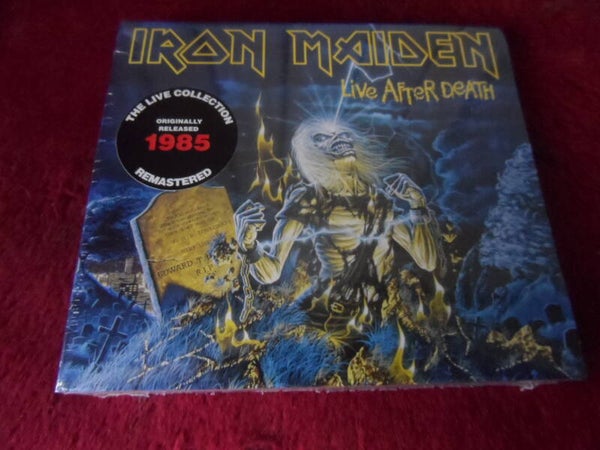 IRON MAIDEN
LIVE AFTER DEATH
THE LIVE COLLECTION
ORIGINALLY
RELEASED
1985
REMASTERED
R.I.P.